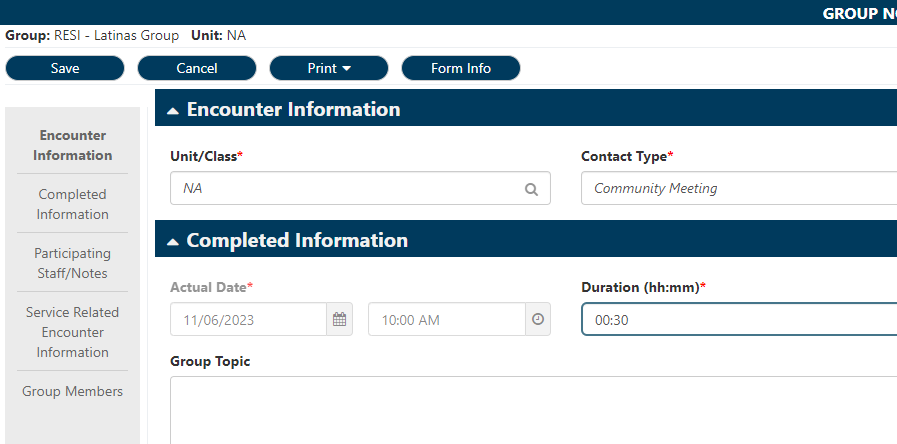 GROUP NO
Group: RESI - Latinas Group Unit: NA
Save Cancel Print Form Info
Encounter Information
Completed Information
Participating Staff/Notes
Service Related Encounter Information
Group Members
Encounter Information
Unit/Class* Contact Type*
NA Community Meeting
Completed Information
Actual Date* Duration (hh:mm)*
11/06/2023 10:00 AM 00:30
Group Topic